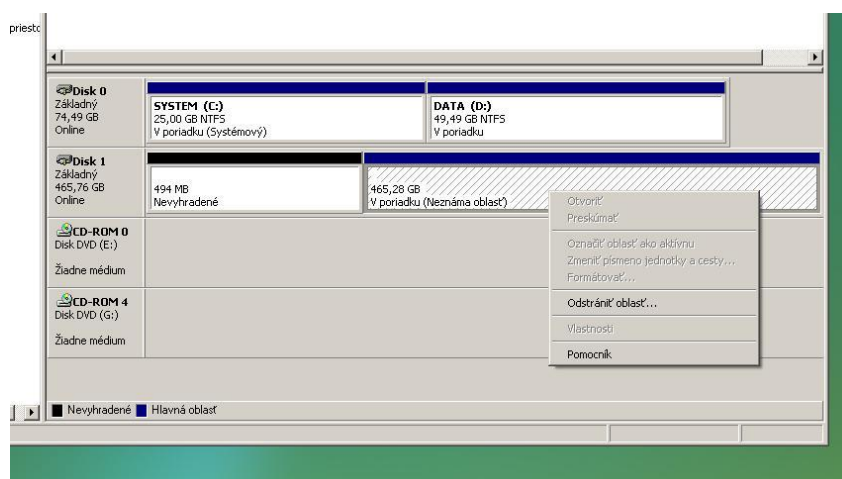 priesto
Disk 0
Základný
74,49 GB
Online
SYSTEM (C:)
25,00 GB NTFS
V poriadku (Systémový)
DATA (D:)
49,49 GB NTFS
V poriadku
Disk 1
Základný
465,76 GB
Online
494 MB
Nevyhradené
465,28 GB
V poriadku (Neznáma oblasť)
Otvoriť
Preskúmať
Označiť oblasť ako aktívnu
Zmeniť písmeno jednotky a cesty...
Formátovať...
Odstrániť oblasť...
Vlastnosti
Pomocník
CD-ROM 0
Disk DVD (E:)
Žiadne médium
CD-ROM 4
Disk DVD (G:)
Žiadne médium
Nevyhradené Hlavná oblasť